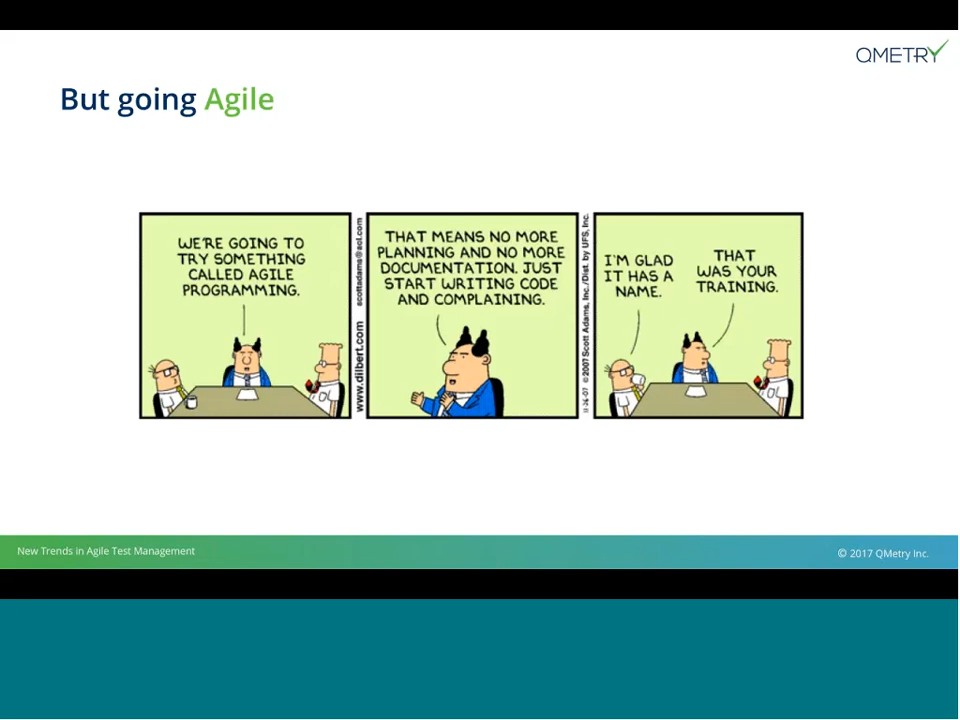 QMETRY
But going Agile
WE'RE GOING TO
TRY SOMETHING
CALLED AGILE
PROGRAMMING.
www.dilbert.com scottadams@aol.com
THAT MEANS NO MORE
PLANNING AND NO MORE
DOCUMENTATION. JUST
START WRITING CODE
AND COMPLAINING.
©2007 Scott Adams, Inc./Dist. by UFS, Inc.
I'M GLAD
IT HAS A
NAME.
THAT
WAS YOUR
TRAINING.
New Trends in Agile Test Management
© 2017 QMetry Inc.